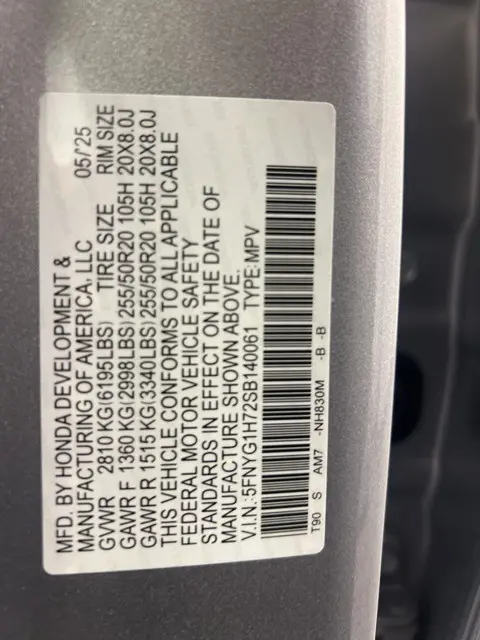 MFD. BY HONDA DEVELOPMENT &
MANUFACTURING OF AMERICA, LLC 05/25
GVWR 2810 KG(6195LBS) TIRE SIZE RIM SIZE
GAWR F 1360 KG(2998LBS)255/50R20 105H 20X8.0J
GAWR R 1515 KG(3340LBS)255/50R20 105H 20X8.0J
THIS VEHICLE CONFORMS TO ALL APPLICABLE
FEDERAL MOTOR VEHICLE SAFETY
STANDARDS IN EFFECT ON THE DATE OF
MANUFACTURE SHOWN ABOVE.
V.I.N.:5FNYG1H72SB140061 TYPE:MPV
T90 S AM7 -NH830M -B -B